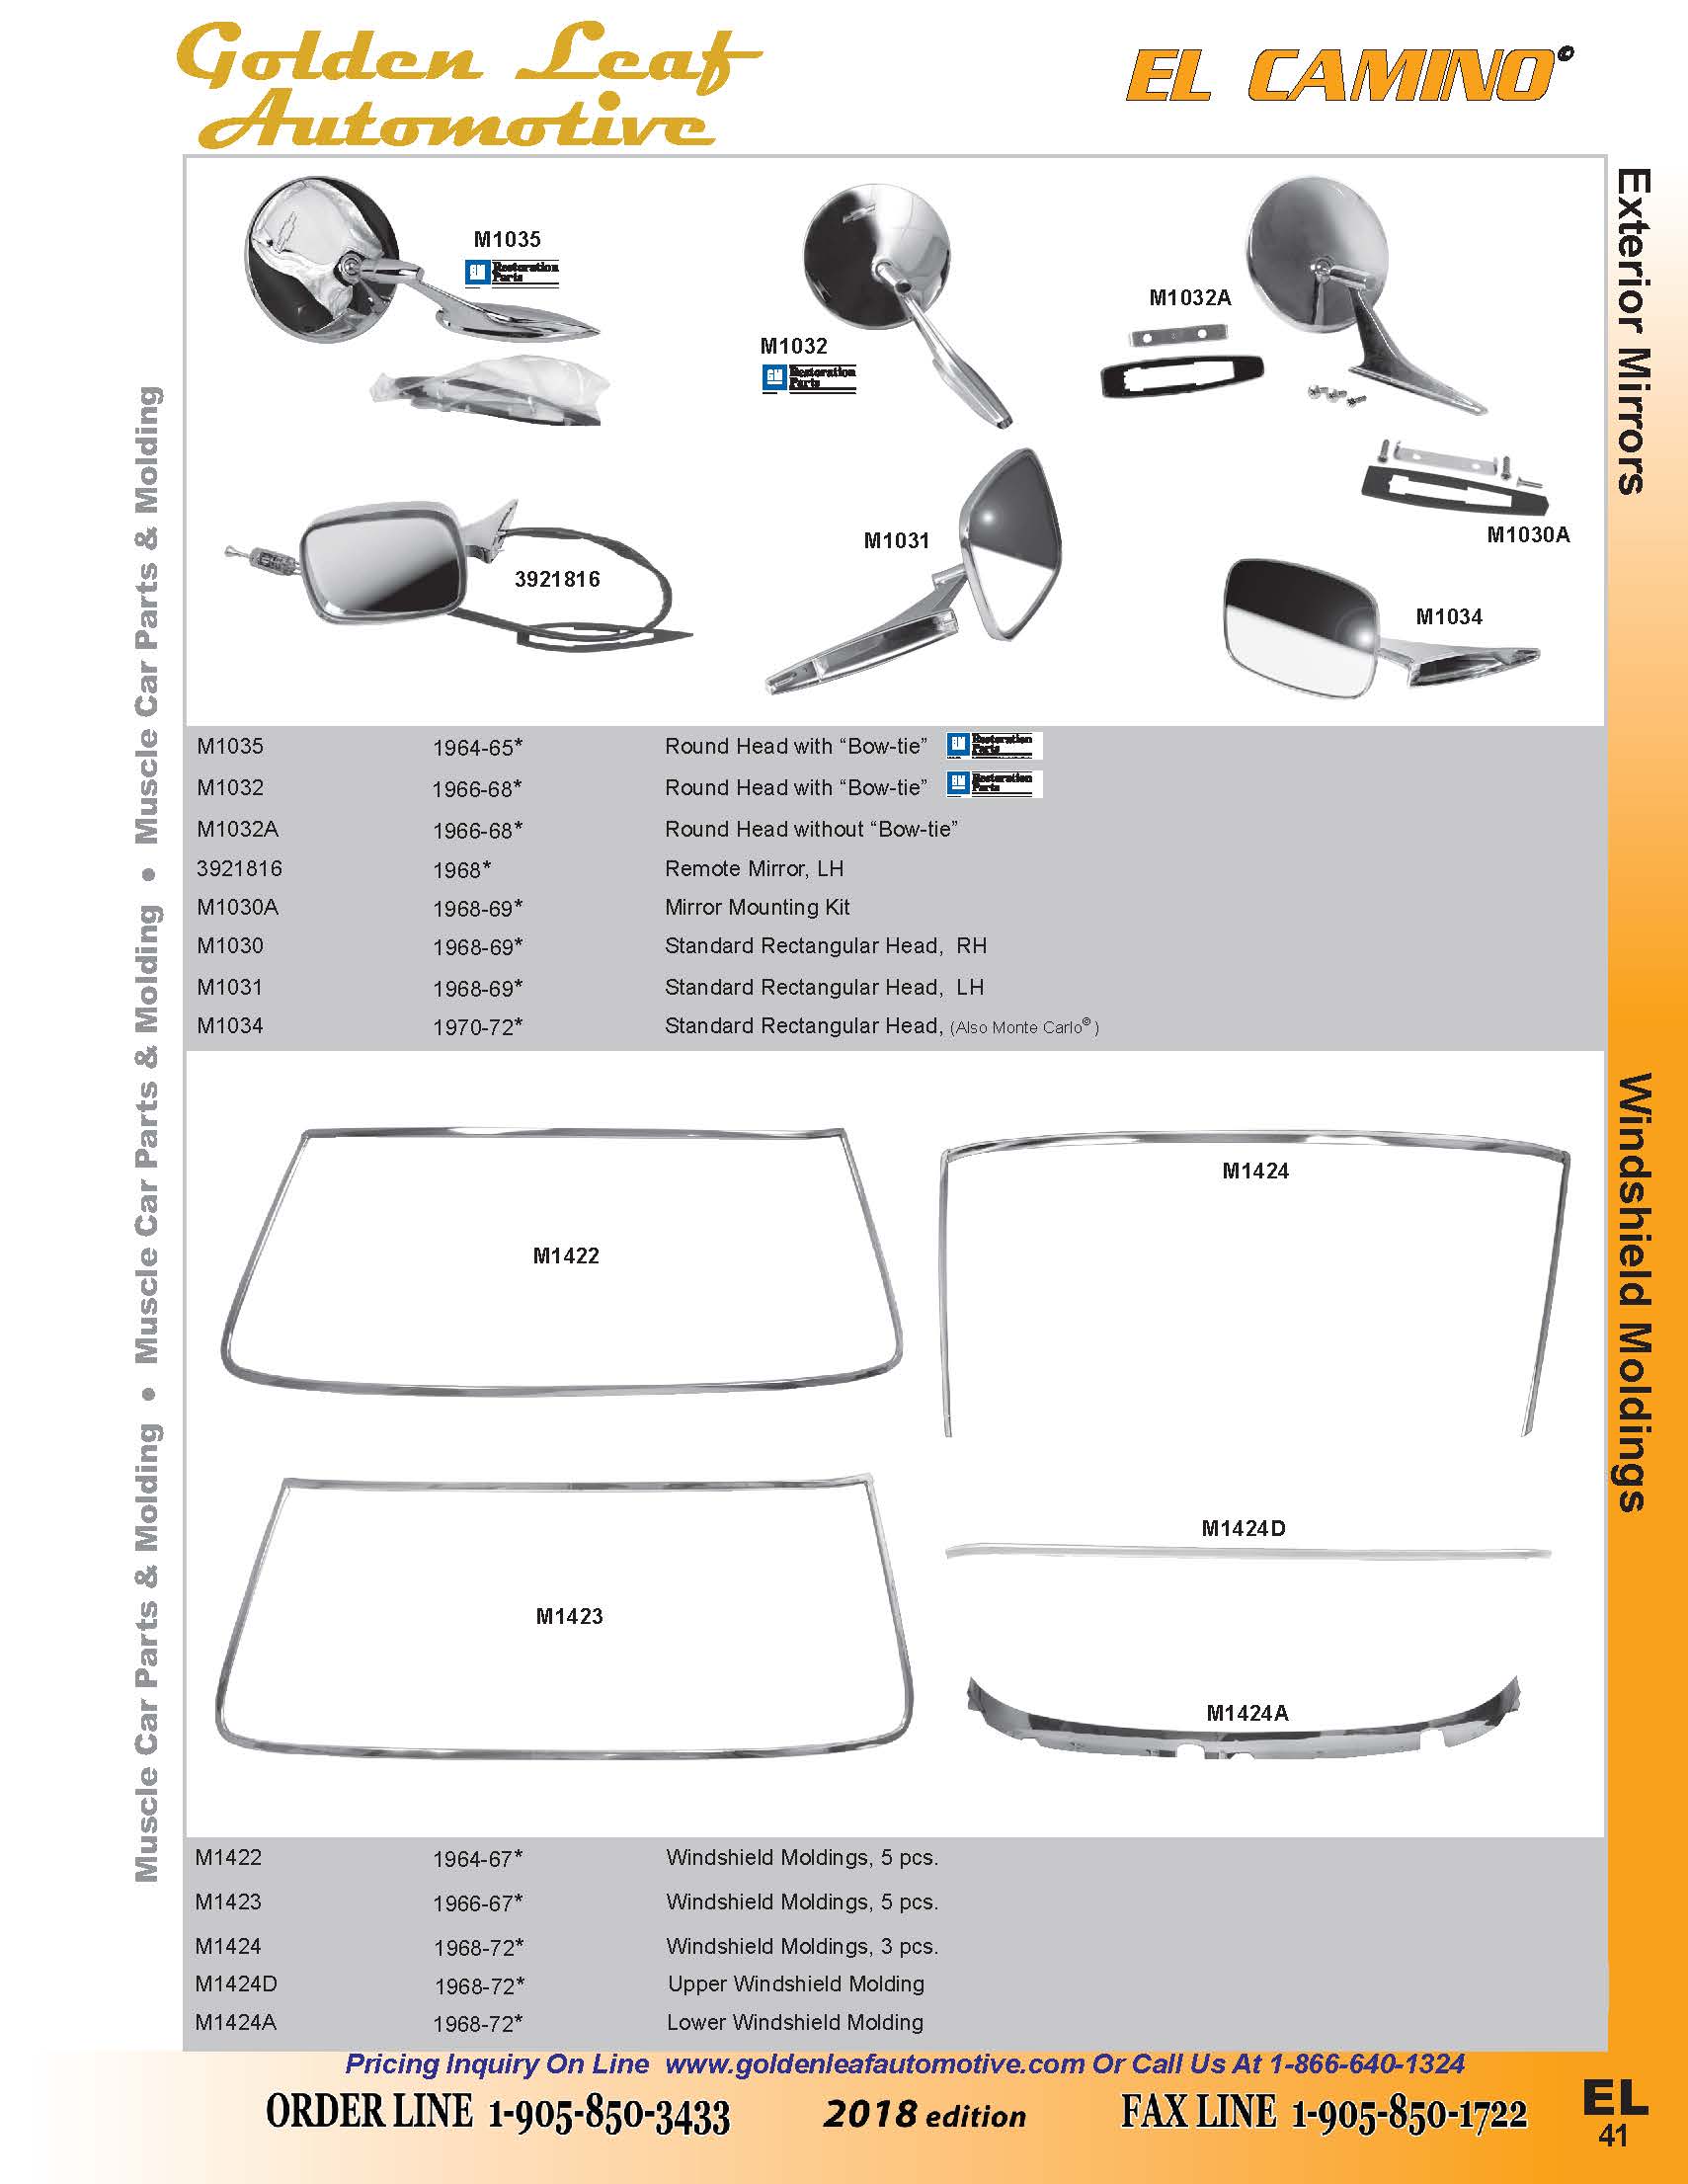 Golden Leaf
Automotive
EL CAMINO
Exterior Mirrors
Windshield Moldings
Muscle Car Parts & Molding • Muscle Car Parts & Molding • Muscle Car Parts & Molding
M1035
GM Restoration Parts
M1032
GM Restoration Parts
M1032A
M1030A
3921816
M1031
M1034
M1035 1964-65* Round Head with “Bow-tie” GM Restoration Parts
M1032 1966-68* Round Head with “Bow-tie” GM Restoration Parts
M1032A 1966-68* Round Head without “Bow-tie”
3921816 1968* Remote Mirror, LH
M1030A 1968-69* Mirror Mounting Kit
M1030 1968-69* Standard Rectangular Head, RH
M1031 1968-69* Standard Rectangular Head, LH
M1034 1970-72* Standard Rectangular Head, (Also Monte Carlo®)
M1422
M1424
M1423
M1424D
M1424A
M1422 1964-67* Windshield Moldings, 5 pcs.
M1423 1966-67* Windshield Moldings, 5 pcs.
M1424 1968-72* Windshield Moldings, 3 pcs.
M1424D 1968-72* Upper Windshield Molding
M1424A 1968-72* Lower Windshield Molding
Pricing Inquiry On Line www.goldenleafautomotive.com Or Call Us At 1-866-640-1324
ORDER LINE 1-905-850-3433 2018 edition FAX LINE 1-905-850-1722
EL
41